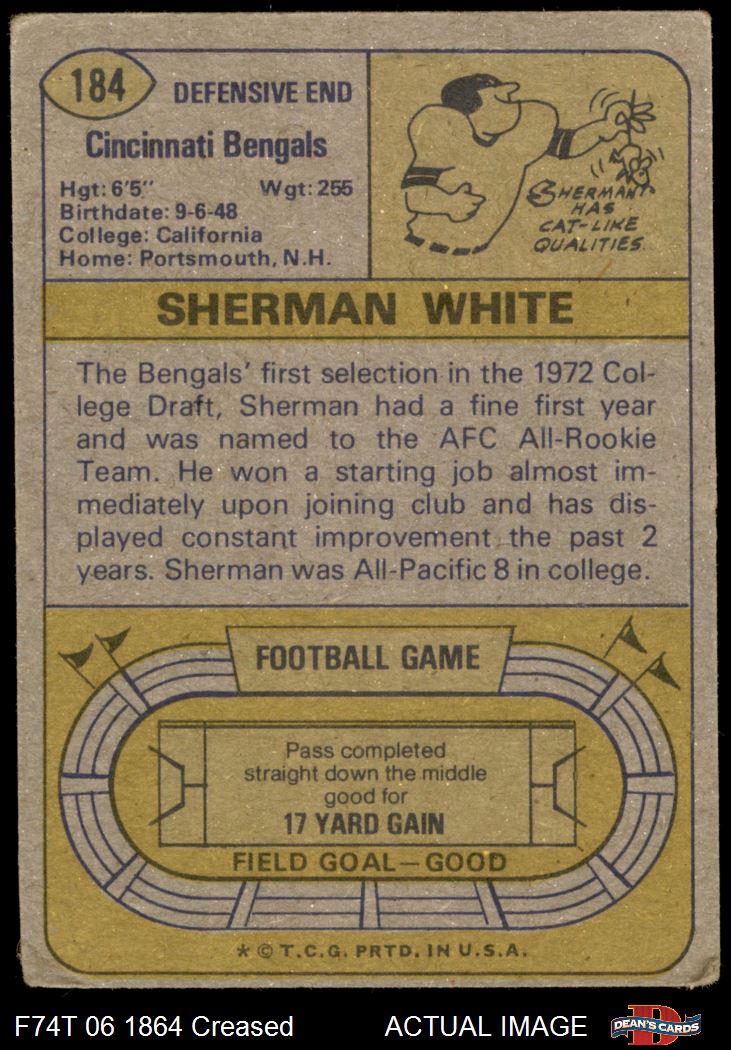 184
DEFENSIVE END
Cincinnati Bengals
Hgt: 6'5" Wgt: 255
Birthdate: 9-6-48
College: California
Home: Portsmouth, N.H.
SHERMAN
HAS
CAT-LIKE
QUALITIES.
SHERMAN WHITE
The Bengals' first selection in the 1972 Col-
lege Draft, Sherman had a fine first year
and was named to the AFC All-Rookie
Team. He won a starting job almost im-
mediately upon joining club and has dis-
played constant improvement the past 2
years. Sherman was All-Pacific 8 in college.
FOOTBALL GAME
Pass completed
straight down the middle
good for
17 YARD GAIN
FIELD GOAL—GOOD
* © T.C.G. PRTD. IN U.S.A.
F74T 06 1864 Creased ACTUAL IMAGE
DEAN'S CARDS